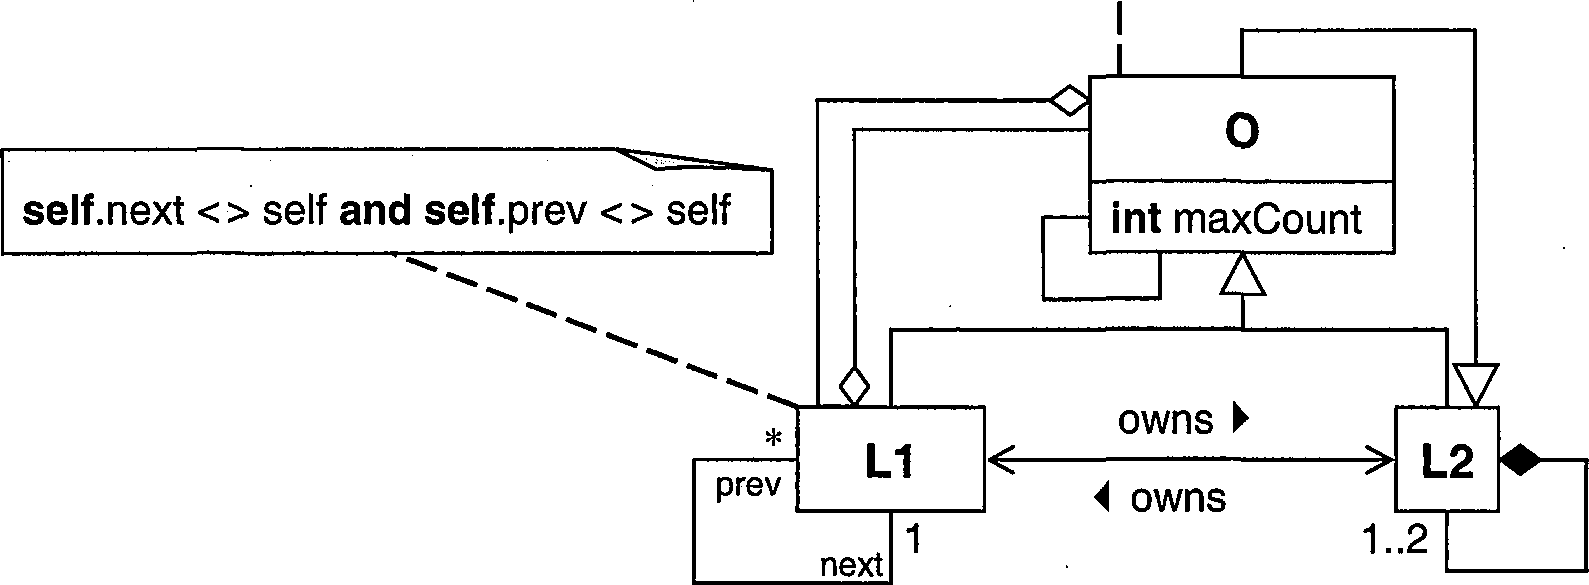 O
self.next <> self and self.prev <> self
int maxCount
owns ▶
* 
L1
L2
prev
◀ owns
1
1..2
next